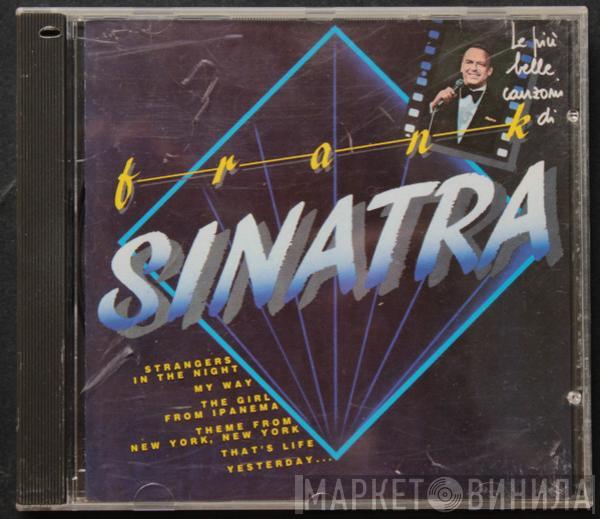 Le più
belle
canzoni
di
frank
SINATRA
STRANGERS
IN THE NIGHT
MY WAY
THE GIRL
FROM IPANEMA
THEME FROM
NEW YORK, NEW YORK
THAT'S LIFE
YESTERDAY...
МАРКЕТ ВИНИЛА